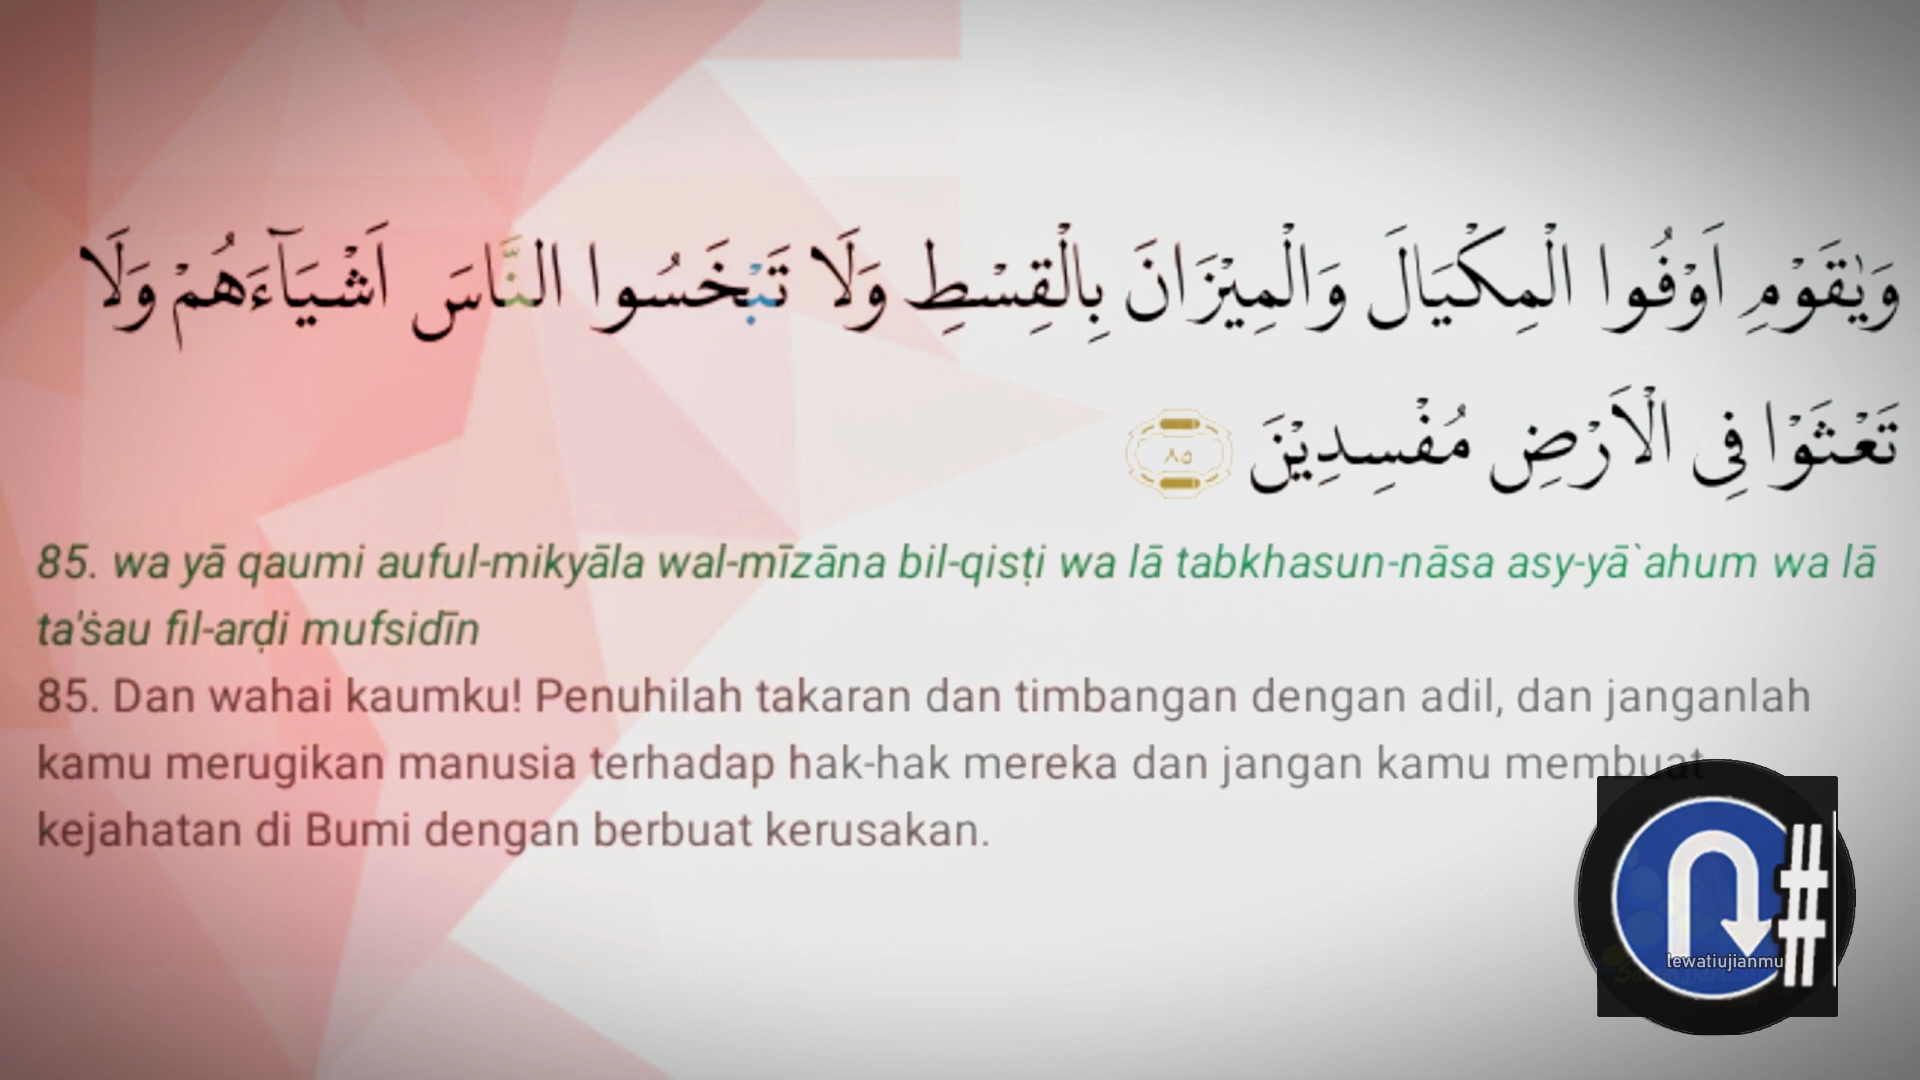 وَيٰقَوْمِ اَوْفُوا الْمِكْيَالَ وَالْمِيْزَانَ بِالْقِسْطِ وَلَا تَبْخَسُوا النَّاسَ اَشْيَاۤءَهُمْ وَلَا
تَعْثَوْا فِى الْاَرْضِ مُفْسِدِيْنَ ٨٥
85. wa yā qaumi auful-mikyāla wal-mīzāna bil-qisṭi wa lā tabkhasun-nāsa asy-yā`ahum wa lā
ta'ṡau fil-arḍi mufsidīn
85. Dan wahai kaumku! Penuhilah takaran dan timbangan dengan adil, dan janganlah
kamu merugikan manusia terhadap hak-hak mereka dan jangan kamu membuat
kejahatan di Bumi dengan berbuat kerusakan.
#
lewatiujianmu